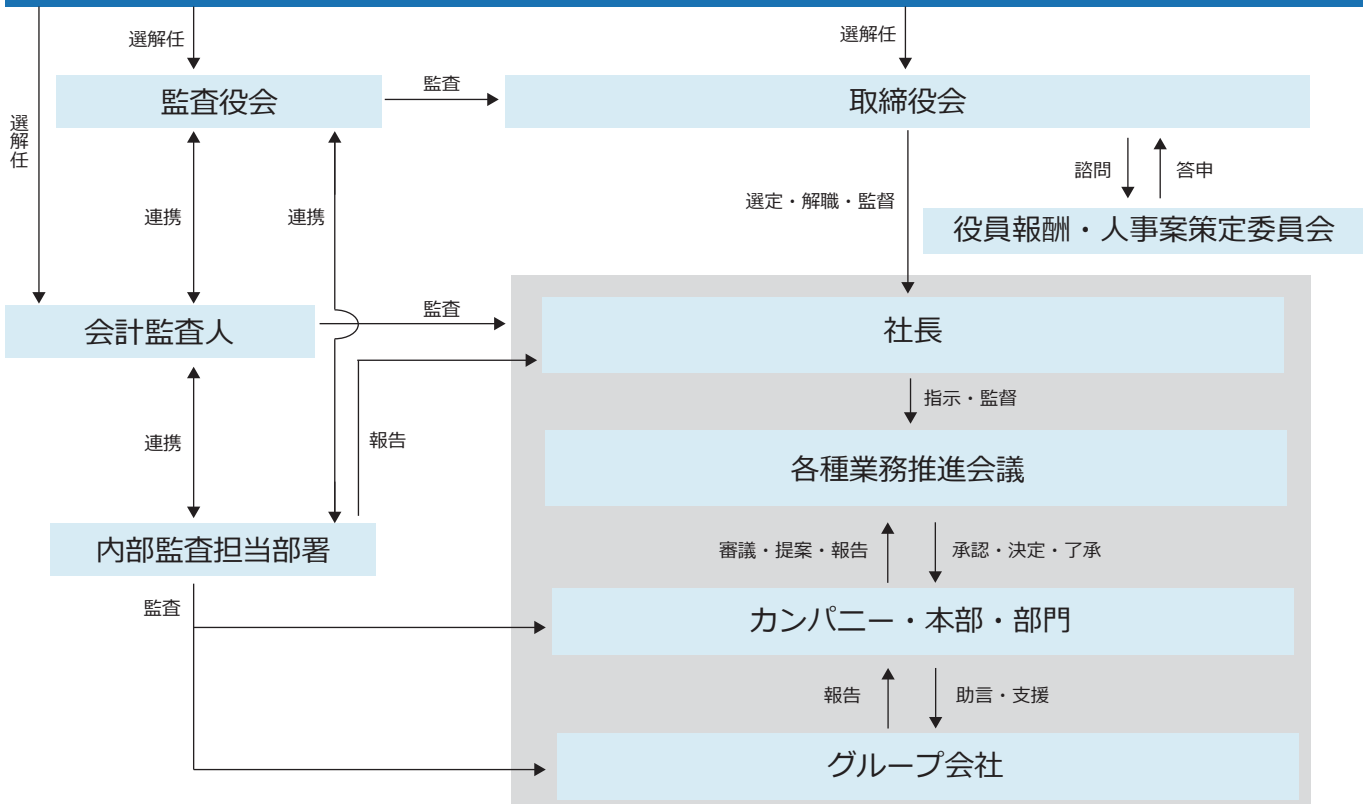 選解任
選解任
選解任
監査役会
監査
取締役会
諮問
答申
連携
連携
選定・解職・監督
役員報酬・人事案策定委員会
会計監査人
監査
社長
指示・監督
連携
報告
各種業務推進会議
内部監査担当部署
審議・提案・報告
承認・決定・了承
監査
カンパニー・本部・部門
報告
助言・支援
グループ会社